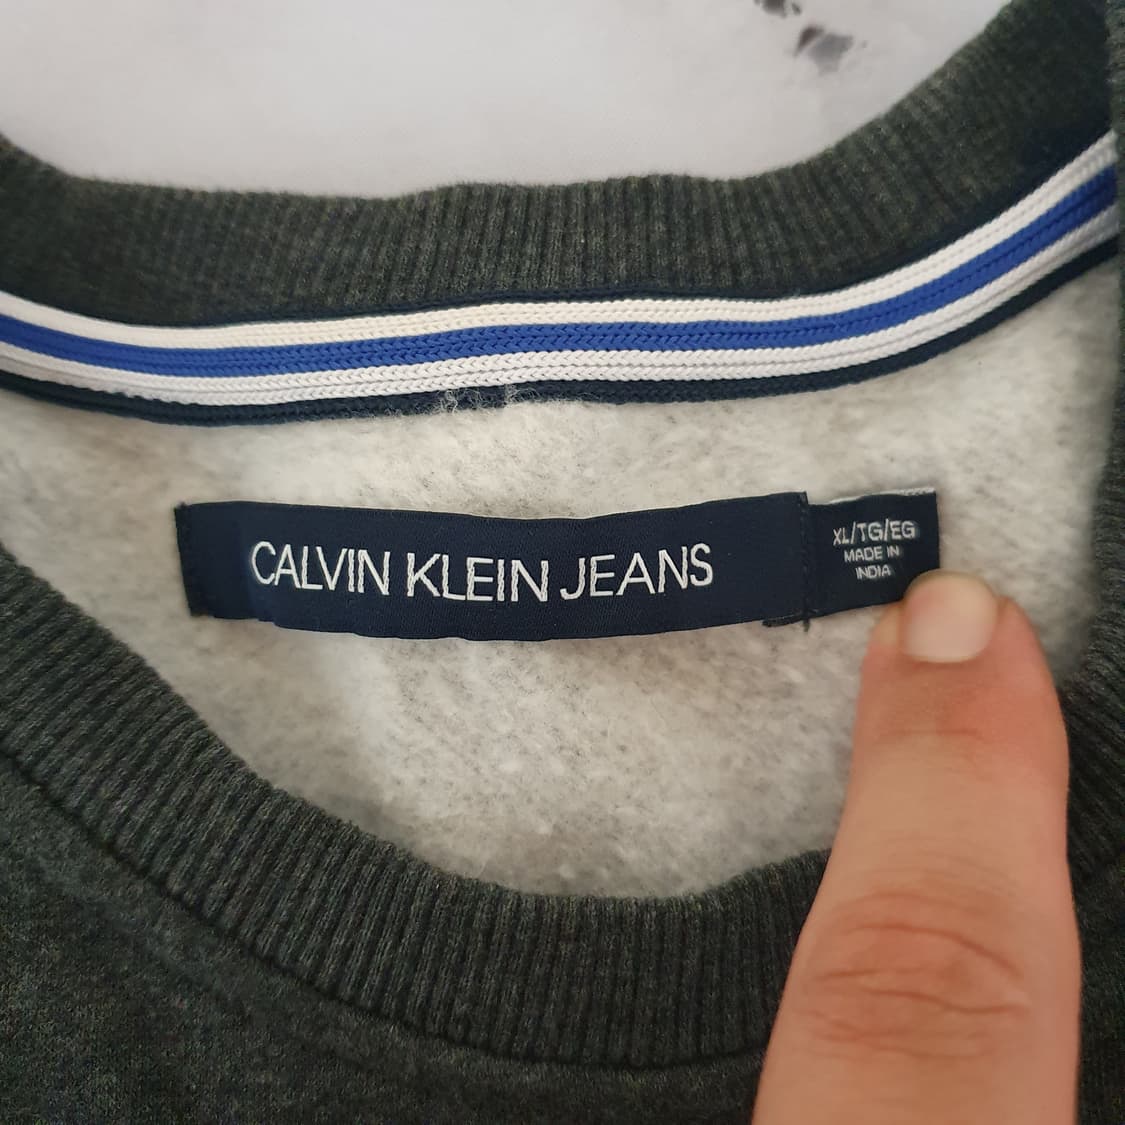 CALVIN KLEIN JEANS
XL/TG/EG
MADE IN
INDIA